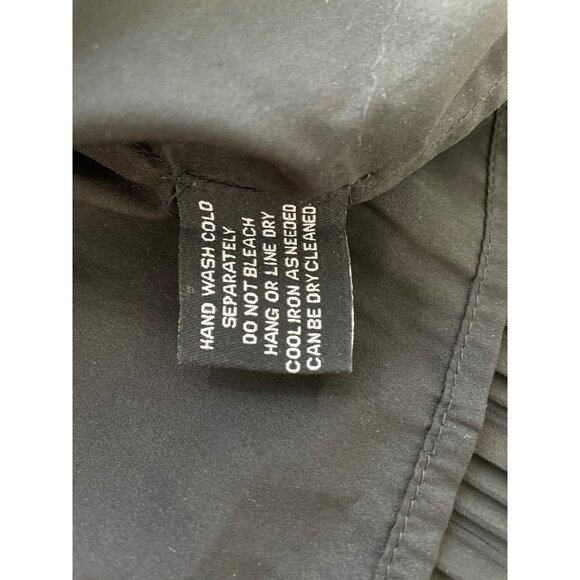 HAND WASH COLD
SEPARATELY
DO NOT BLEACH
HANG OR LINE DRY
COOL IRON AS NEEDED
CAN BE DRY CLEANED